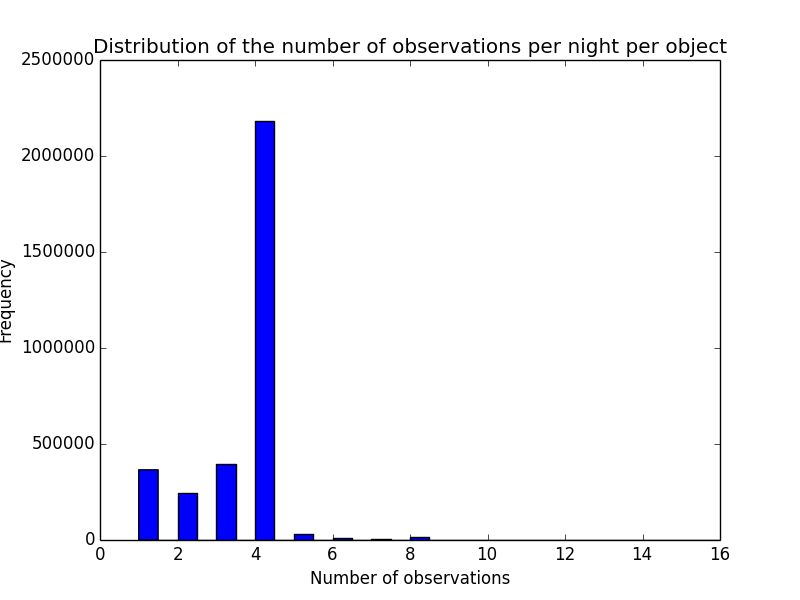 Distribution of the number of observations per night per object
2500000
2000000
1500000
1000000
500000
0
Frequency
0 2 4 6 8 10 12 14 16
Number of observations